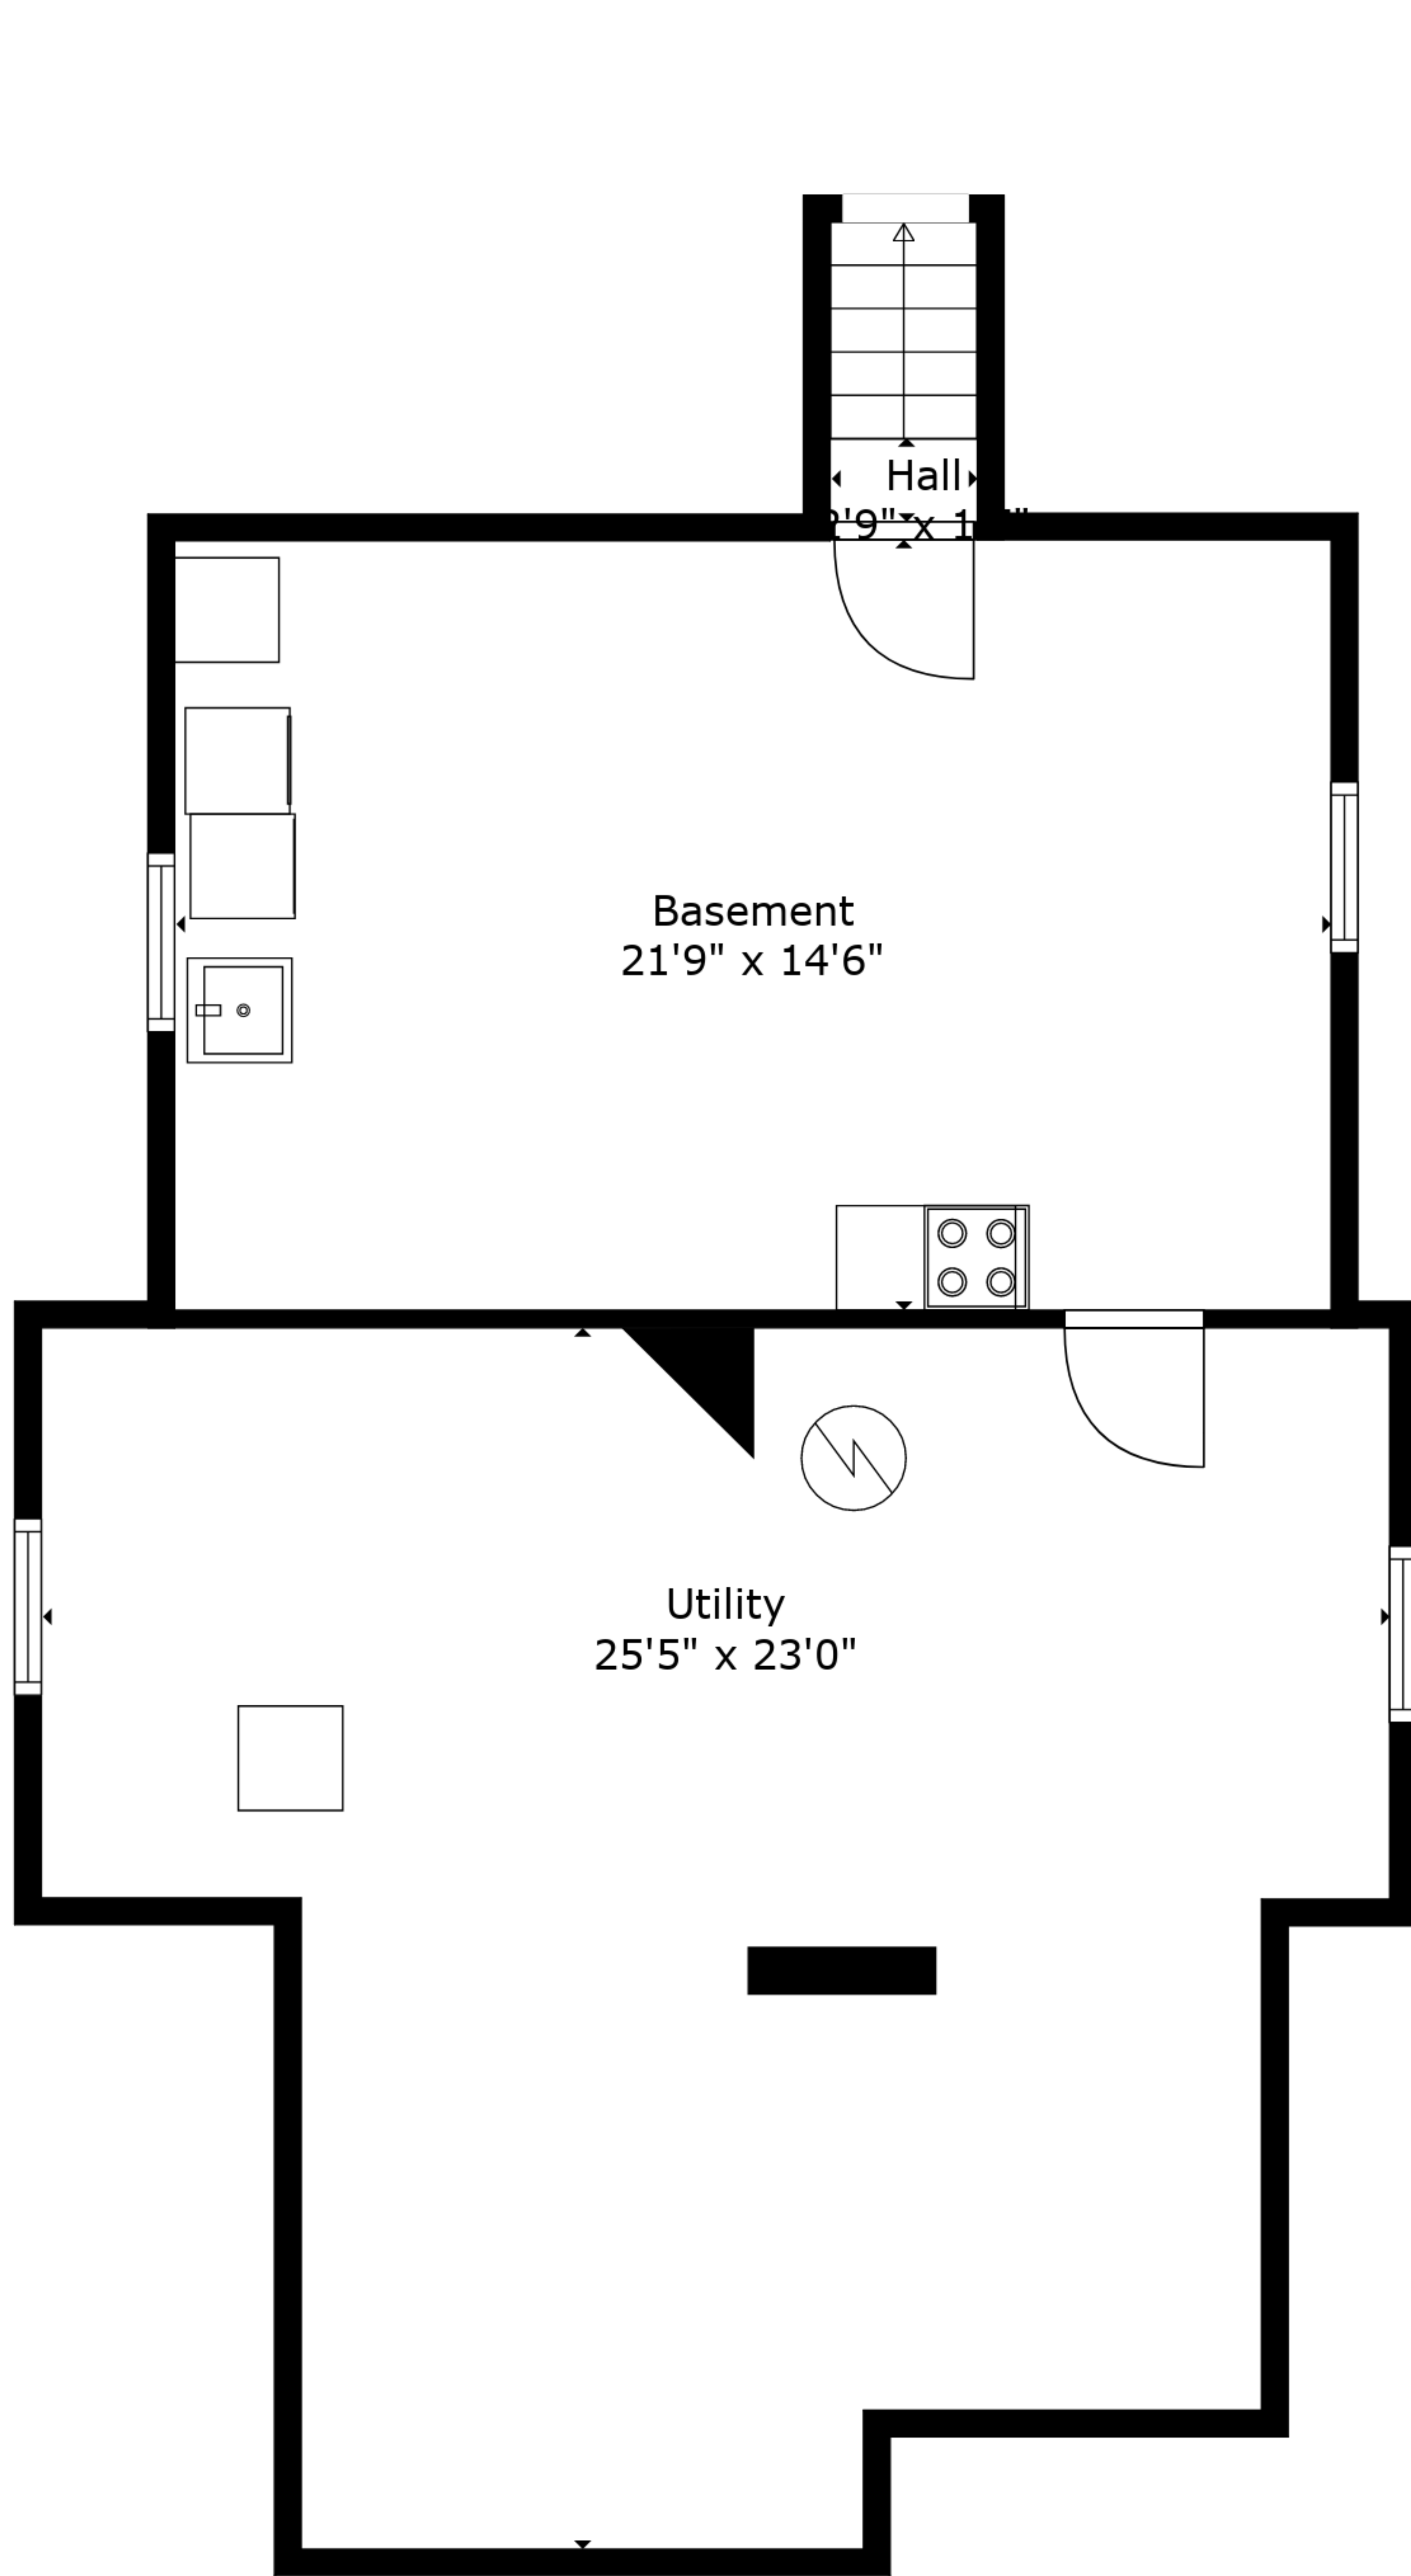 Hall
x
Basement
21'9" x 14'6"
Utility
25'5" x 23'0"